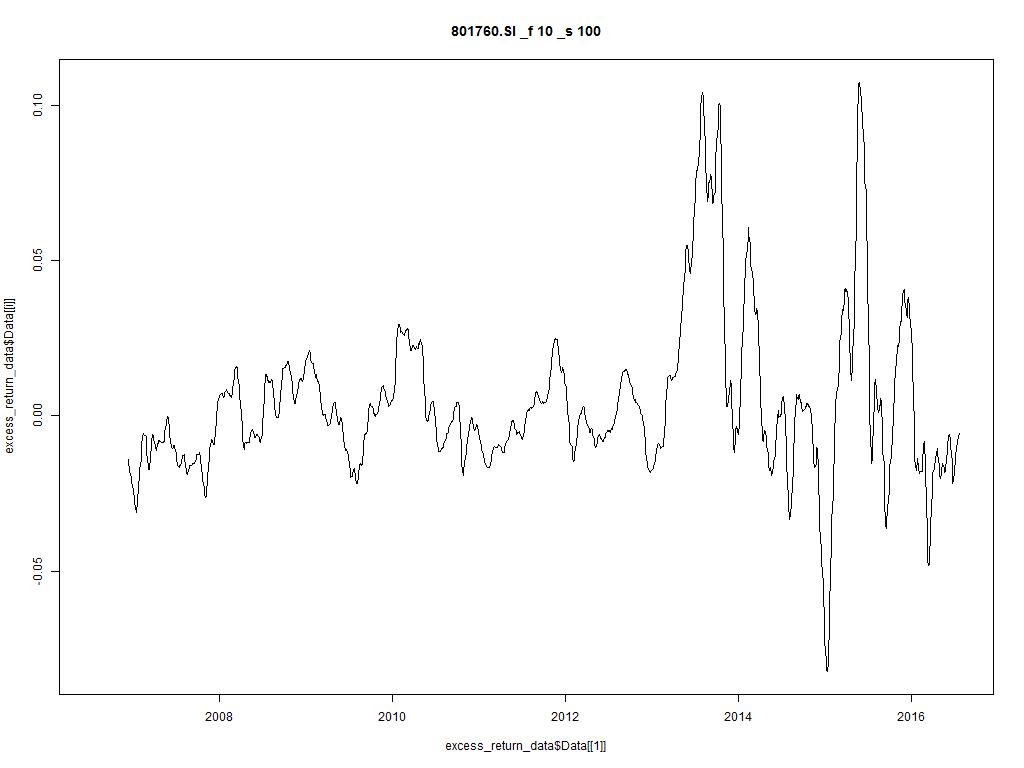 801760.SI _f 10 _s 100
0.10
0.05
0.00
-0.05
excess_return_data$Data[[i]]
2008 2010 2012 2014 2016
excess_return_data$Data[[1]]